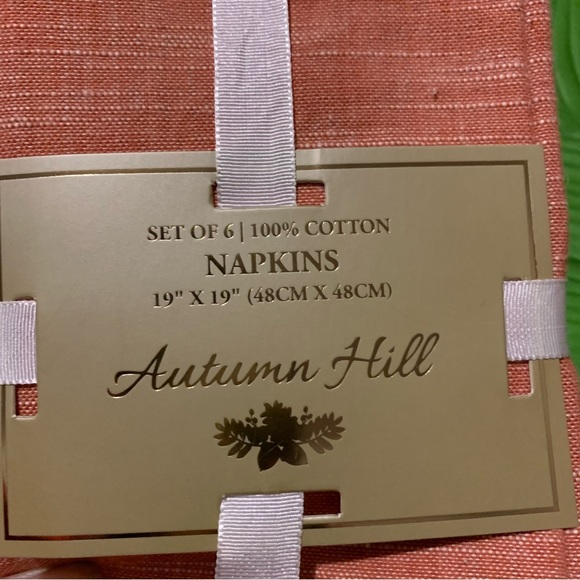 SET OF 6 | 100% COTTON
NAPKINS
19" X 19" (48CM X 48CM)
Autumn Hill